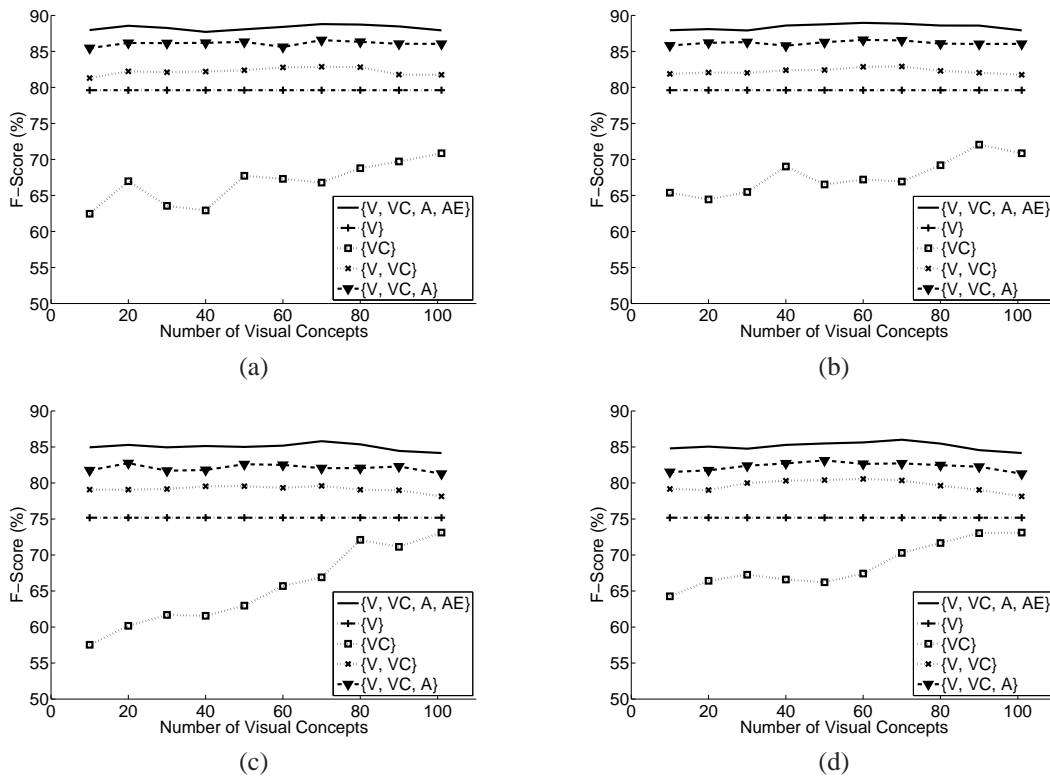 90
85
80
75
70
65
60
55
50
F−Score (%)
0 20 40 60 80 100
Number of Visual Concepts
{V, VC, A, AE}
{V}
{VC}
{V, VC}
{V, VC, A}
(a)
90
85
80
75
70
65
60
55
50
F−Score (%)
0 20 40 60 80 100
Number of Visual Concepts
{V, VC, A, AE}
{V}
{VC}
{V, VC}
{V, VC, A}
(b)
90
85
80
75
70
65
60
55
50
F−Score (%)
0 20 40 60 80 100
Number of Visual Concepts
{V, VC, A, AE}
{V}
{VC}
{V, VC}
{V, VC, A}
(c)
90
85
80
75
70
65
60
55
50
F−Score (%)
0 20 40 60 80 100
Number of Visual Concepts
{V, VC, A, AE}
{V}
{VC}
{V, VC}
{V, VC, A}
(d)